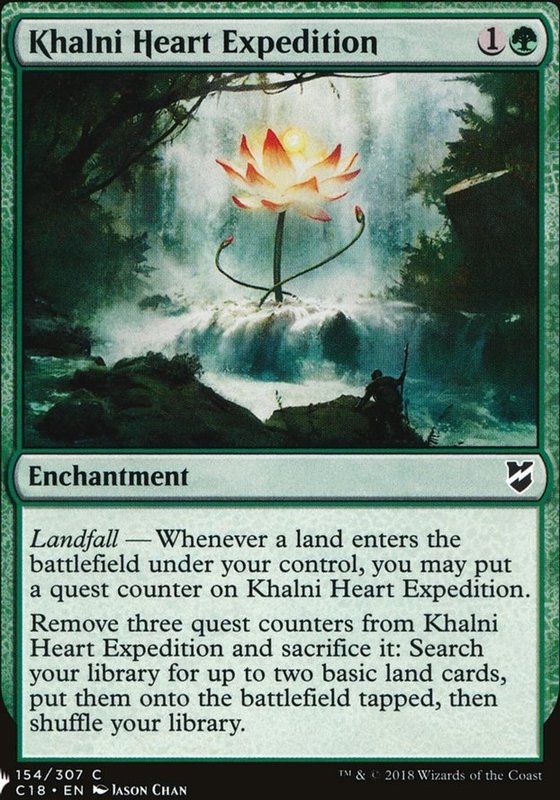 Khalni Heart Expedition 1
Enchantment
Landfall — Whenever a land enters the
battlefield under your control, you may put
a quest counter on Khalni Heart Expedition.
Remove three quest counters from Khalni
Heart Expedition and sacrifice it: Search
your library for up to two basic land cards,
put them onto the battlefield tapped, then
shuffle your library.
154/307 C
C18 • EN JASON CHAN
™ & © 2018 Wizards of the Coast